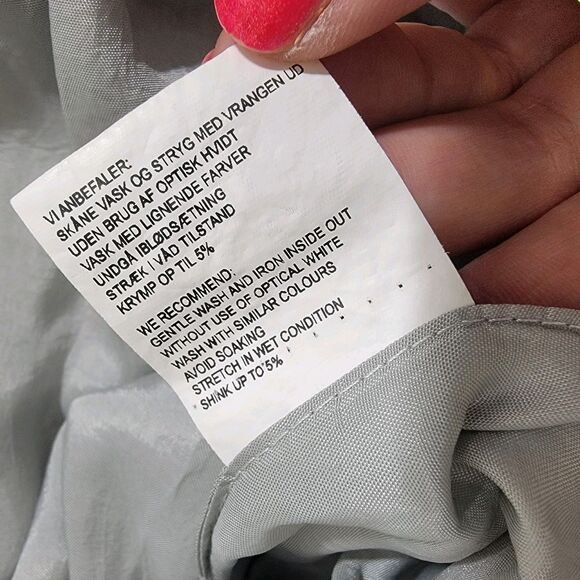 VI ANBEFALER:
SKÅNE VASK OG STRYG MED VRANGEN UD
UDEN BRUG AF OPTISK HVIDT
VASK MED LIGNENDE FARVER
UNDGÅ IBLØDSÆTNING
STRÆK I VÅD TILSTAND
KRYMP OP TIL 5%
WE RECOMMEND:
GENTLE WASH AND IRON INSIDE OUT
WITHOUT USE OF OPTICAL WHITE
WASH WITH SIMILAR COLOURS
AVOID SOAKING
STRETCH IN WET CONDITION
SHINK UP TO 5%